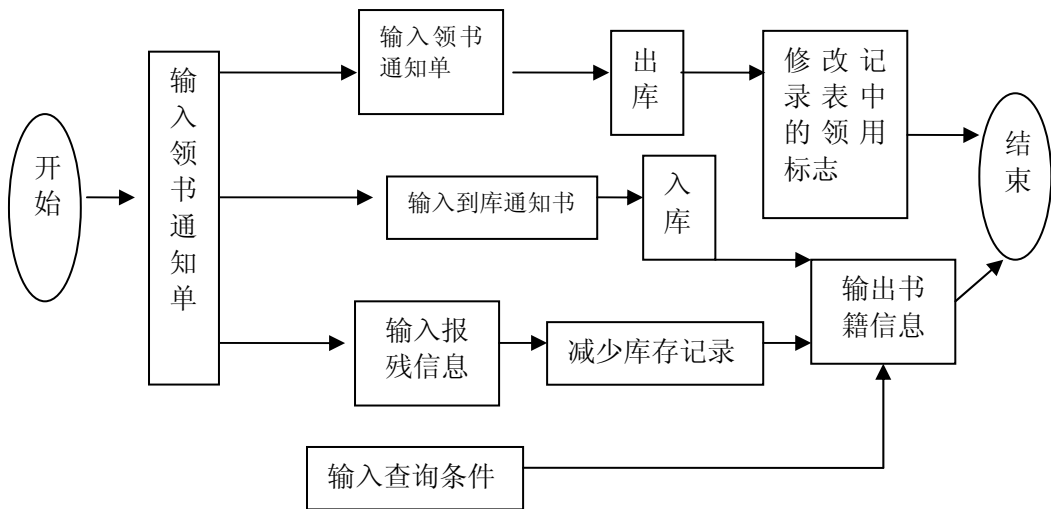 开
始
输
入
领
书
通
知
单
输入领书
通知单
出
库
修改记
录表中
的领用
标志
结
束
输入到库通知书
入
库
输出书
籍信息
输入报
残信息
减少库存记录
输入查询条件